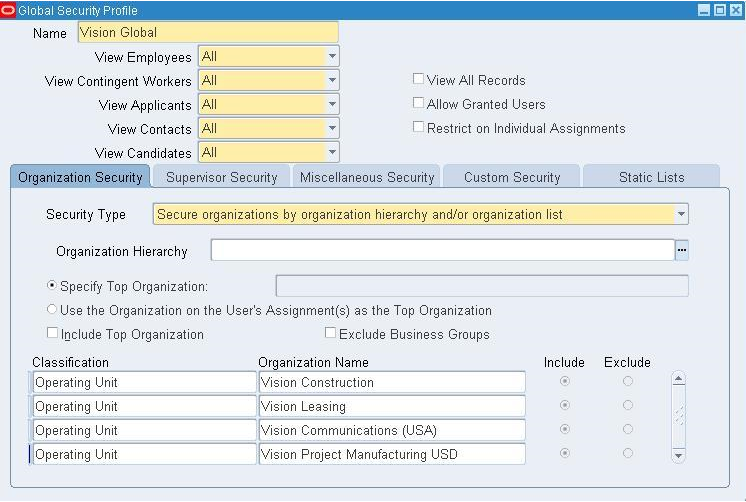 Global Security Profile
Name Vision Global
View Employees All
View Contingent Workers All View All Records
View Applicants All Allow Granted Users
View Contacts All Restrict on Individual Assignments
View Candidates All
Organization Security Supervisor Security Miscellaneous Security Custom Security Static Lists
Security Type Secure organizations by organization hierarchy and/or organization list
Organization Hierarchy ...
Specify Top Organization:
Use the Organization on the User's Assignment(s) as the Top Organization
Include Top Organization Exclude Business Groups
Classification Organization Name Include Exclude
Operating Unit Vision Construction
Operating Unit Vision Leasing
Operating Unit Vision Communications (USA)
Operating Unit Vision Project Manufacturing USD